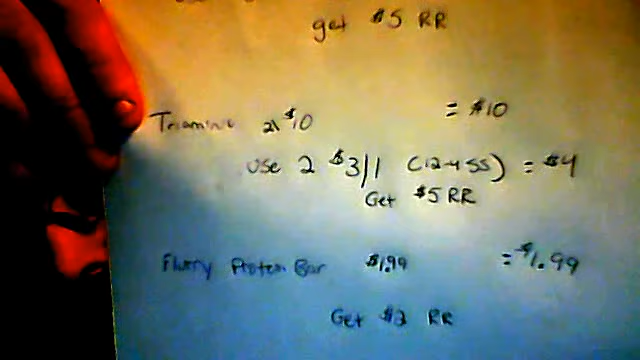 get $5 RR
Triaminic 2\ $10 = $10
use 2 $3/1 (12-4 SS) = $4
Get $5 RR
Flurry Protein Bar $1.99 = $1.99
Get $2 RR